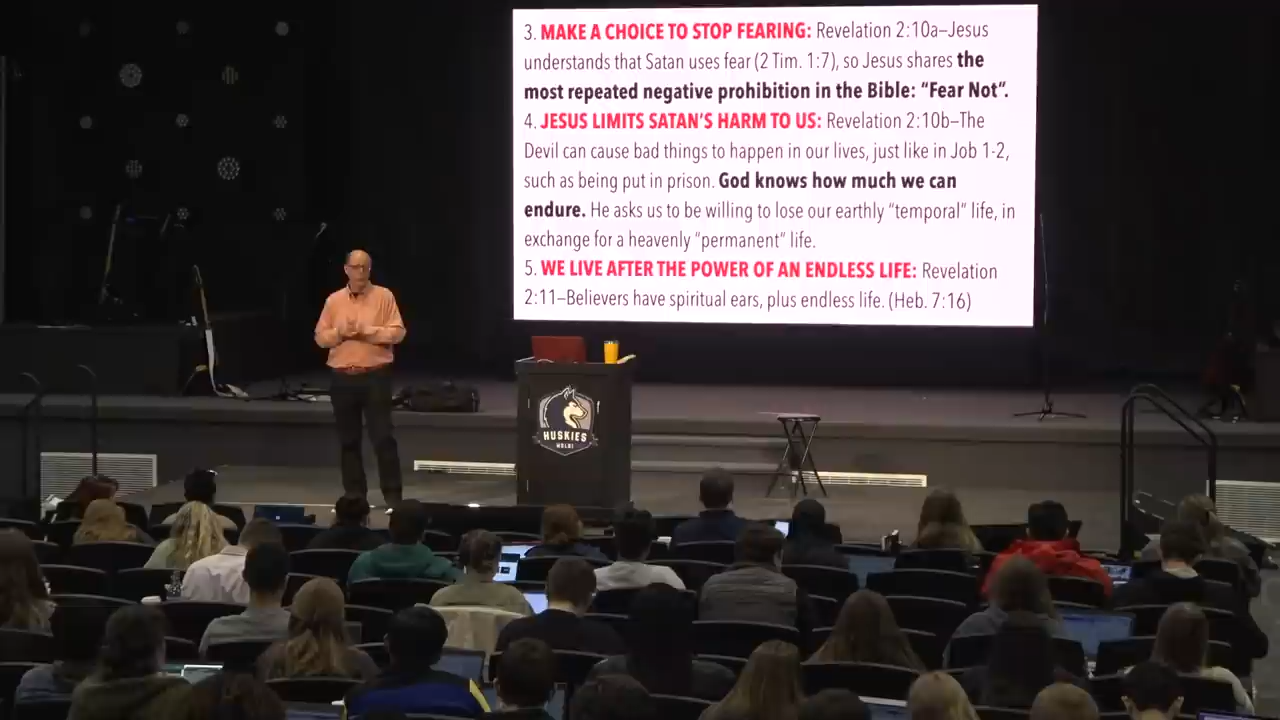 3. MAKE A CHOICE TO STOP FEARING: Revelation 2:10a–Jesus
understands that Satan uses fear (2 Tim. 1:7), so Jesus shares the
most repeated negative prohibition in the Bible: “Fear Not”.
4. JESUS LIMITS SATAN’S HARM TO US: Revelation 2:10b–The
Devil can cause bad things to happen in our lives, just like in Job 1-2,
such as being put in prison. God knows how much we can
endure. He asks us to be willing to lose our earthly “temporal” life, in
exchange for a heavenly “permanent” life.
5. WE LIVE AFTER THE POWER OF AN ENDLESS LIFE: Revelation
2:11–Believers have spiritual ears, plus endless life. (Heb. 7:16)
HUSKIES
WOLBI